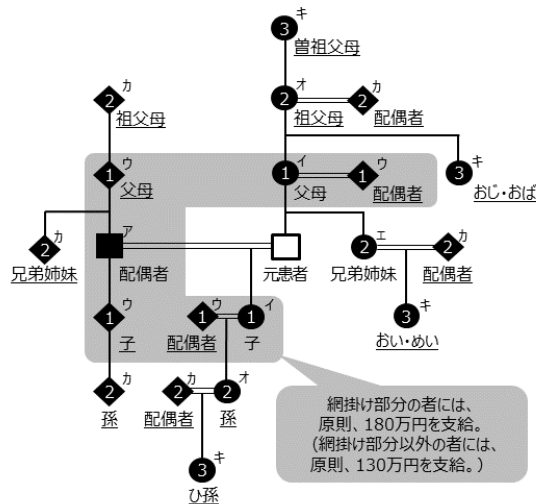 キ
3
曽祖父母
カ
2
祖父母
オ
2
祖父母
カ
2
配偶者
ウ
1
父母
イ
1
父母
ウ
1
配偶者
キ
3
おじ・おば
カ
2
兄弟姉妹
ア
配偶者
元患者
エ
2
兄弟姉妹
カ
2
配偶者
ウ
1
子
ウ
1
配偶者
イ
1
子
キ
3
おい・めい
カ
2
孫
カ
2
配偶者
オ
2
孫
キ
3
ひ孫
網掛け部分の者には、
原則、180万円を支給。
(網掛け部分以外の者には、
原則、130万円を支給。)